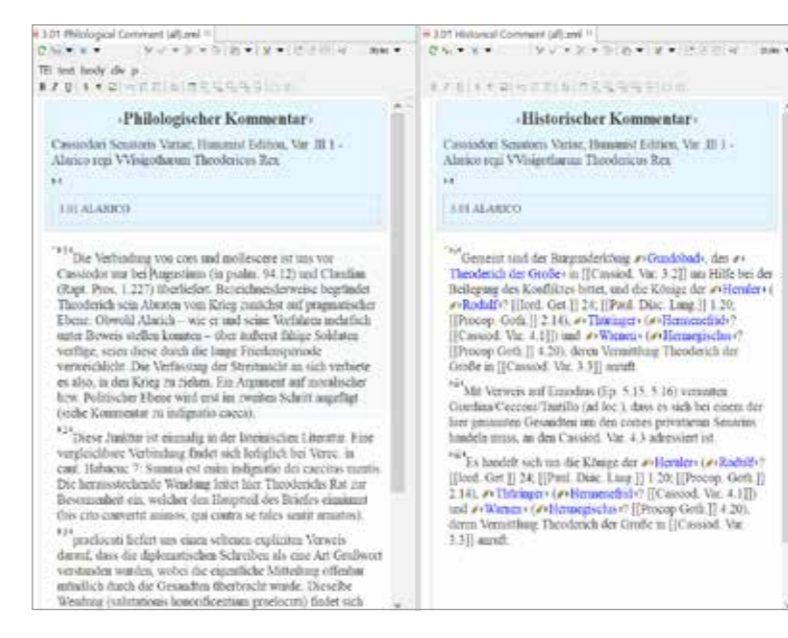 3.01 Philological Comment (all).xml
TEI text body div p
B I U
Philologischer Kommentar
Cassiodori Senatoris Variae, Humanist Edition, Var. III 1 -
Alarico regi VVisigotharum Theodoricus Rex
3.01 ALARICO
Die Verbindung von cors und mollescere ist uns vor
Cassiodor nur bei Augustinus (in psalm. 94.12) und Claudian
(Rapt. Pros. 1.227) überliefert. Bezeichnenderweise begründet
Theoderich sein Abraten vom Krieg zunächst auf pragmatischer
Ebene: Obwohl Alarich – wie er und seine Vorfahren mehrfach
unter Beweis stellen konnten – über äußerst fähige Soldaten
verfüge, seien diese durch die lange Friedensperiode
verweichlicht. Die Verfassung der Streitmacht an sich verbiete
es also, in den Krieg zu ziehen. Ein Argument auf moralischer
bzw. Politischer Ebene wird erst im zweiten Schritt angefügt
(siehe Kommentar zu indignatio caeca).
Diese Junktur ist einmalig in der lateinischen Literatur. Eine
vergleichbare Verbindung findet sich lediglich bei Verec. in
cant. Habacuc 7: Summa est enim indignatio dei caecitas mentis.
Die herausstechende Wendung leitet hier Theoderichs Rat zur
Besonnenheit ein, welcher den Hauptteil des Briefes einnimmt
(bis cito convertit animos, qui contra se tales sentit armatos).
praelocuti liefert uns einen seltenen expliziten Verweis
darauf, dass die diplomatischen Schreiben als eine Art Grußwort
verstanden wurden, wobei die eigentliche Mitteilung offenbar
mündlich durch die Gesandten überbracht wurde. Dieselbe
Wendung (salutationis honorificentiam praelocuti) findet sich
3.01 Historical Comment (all).xml
Historischer Kommentar
Cassiodori Senatoris Variae, Humanist Edition, Var. III 1 -
Alarico regi VVisigotharum Theodoricus Rex
3.01 ALARICO
Gemeint sind der Burgunderkönig Gundobad, den
Theoderich der Große in [[Cassiod. Var. 3.2]] um Hilfe bei der
Beilegung des Konfliktes bittet, und die Könige der Heruler (
Rodulf? [[Iord. Get.]] 24; [[Paul. Diac. Lang.]] 1.20;
[[Procop. Goth.]] 2.14), Thüringer (Hermenefrid?
[[Cassiod. Var. 4.1]]) und Warnen (Hermegisclus?
[[Procop Goth.]] 4.20), deren Vermittlung Theoderich der
Große in [[Cassiod. Var. 3.3]] anruft.
Mit Verweis auf Ennodius (Ep. 5.15, 5.16) vermuten
Giardina/Cecconi/Tantillo (ad loc.), dass es sich bei einem der
hier genannten Gesandten um den comes privatarum Senarius
handeln muss, an den Cassiod. Var. 4.3 adressiert ist.
Es handelt sich um die Könige der Heruler (Rodulf?
[[Iord. Get.]] 24; [[Paul. Diac. Lang.]] 1.20; [[Procop. Goth.]]
2.14), Thüringer (Hermenefrid? [[Cassiod. Var. 4.1]])
und Warnen (Hermegisclus? [[Procop Goth.]] 4.20),
deren Vermittlung Theoderich der Große in [[Cassiod. Var.
3.3]] anruft.